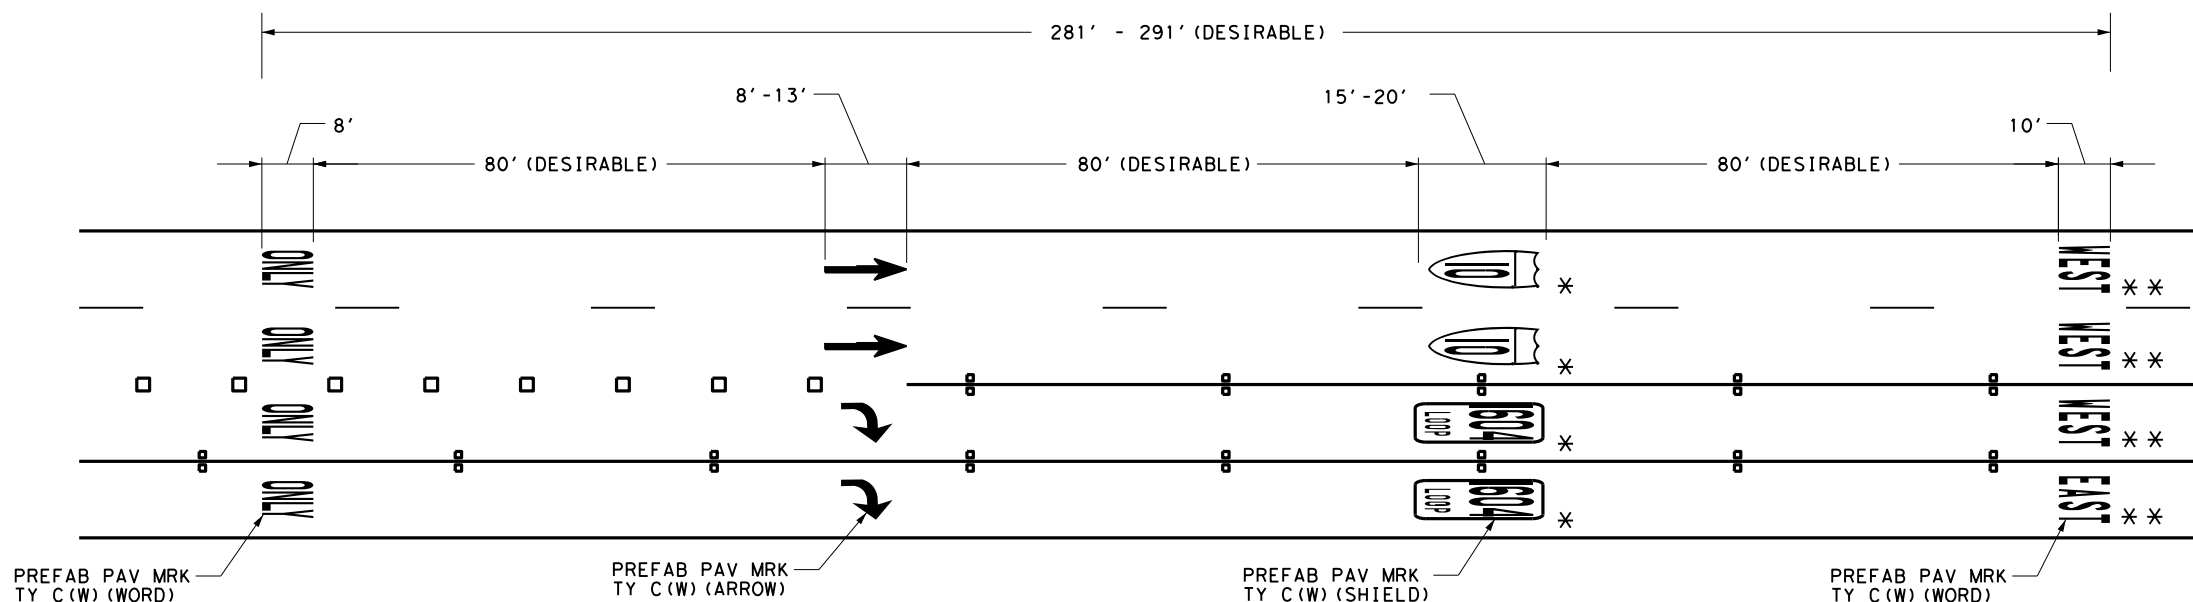 281' - 291' (DESIRABLE)
8'-13'
15'-20'
8'
10'
80' (DESIRABLE)
80' (DESIRABLE)
80' (DESIRABLE)
ONLY
10
*
WEST
**
ONLY
10
*
WEST
**
ONLY
LOOP
1604
*
WEST
**
ONLY
LOOP
1604
*
EAST
**
PREFAB PAV MRK
TY C(W)(WORD)
PREFAB PAV MRK
TY C(W)(ARROW)
PREFAB PAV MRK
TY C(W)(SHIELD)
PREFAB PAV MRK
TY C(W)(WORD)